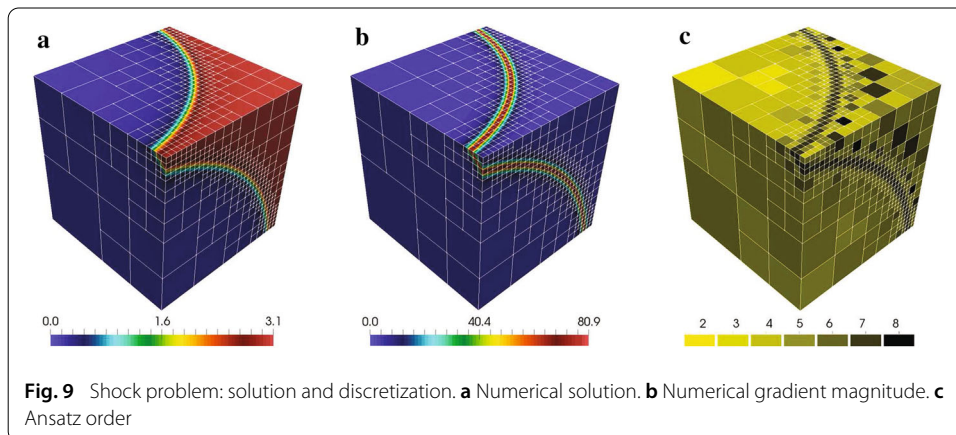 a b c
0.0 1.6 3.1
0.0 40.4 80.9
2 3 4 5 6 7 8
Fig. 9 Shock problem: solution and discretization. a Numerical solution. b Numerical gradient magnitude. c
Ansatz order